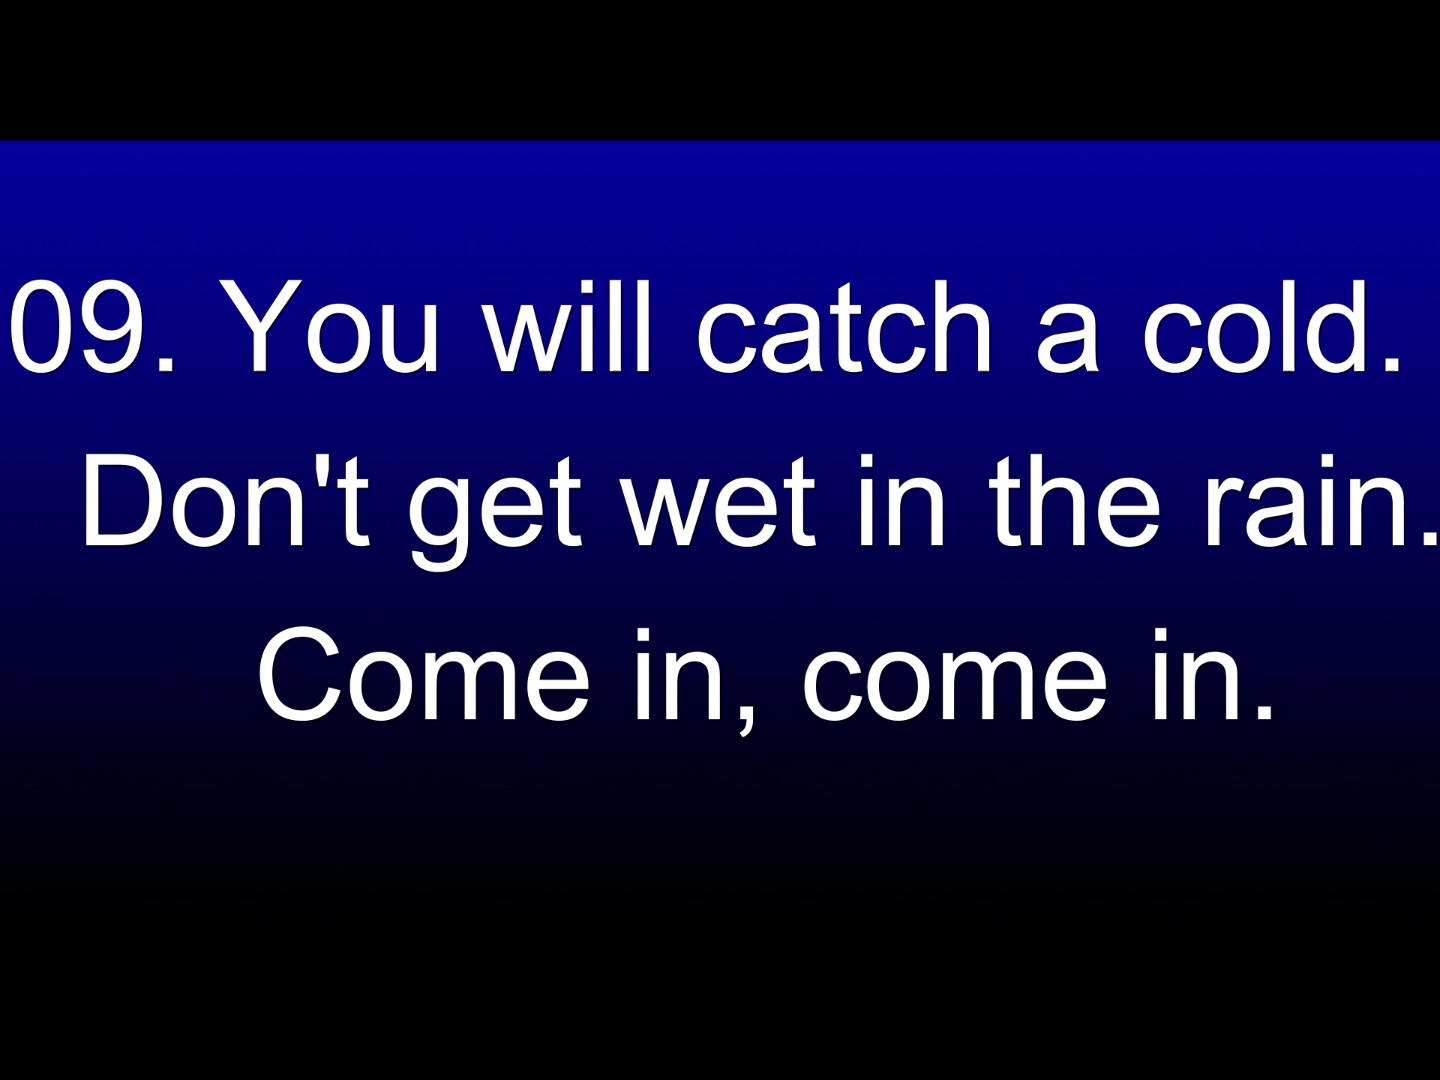 09. You will catch a cold.
Don't get wet in the rain.
Come in, come in.